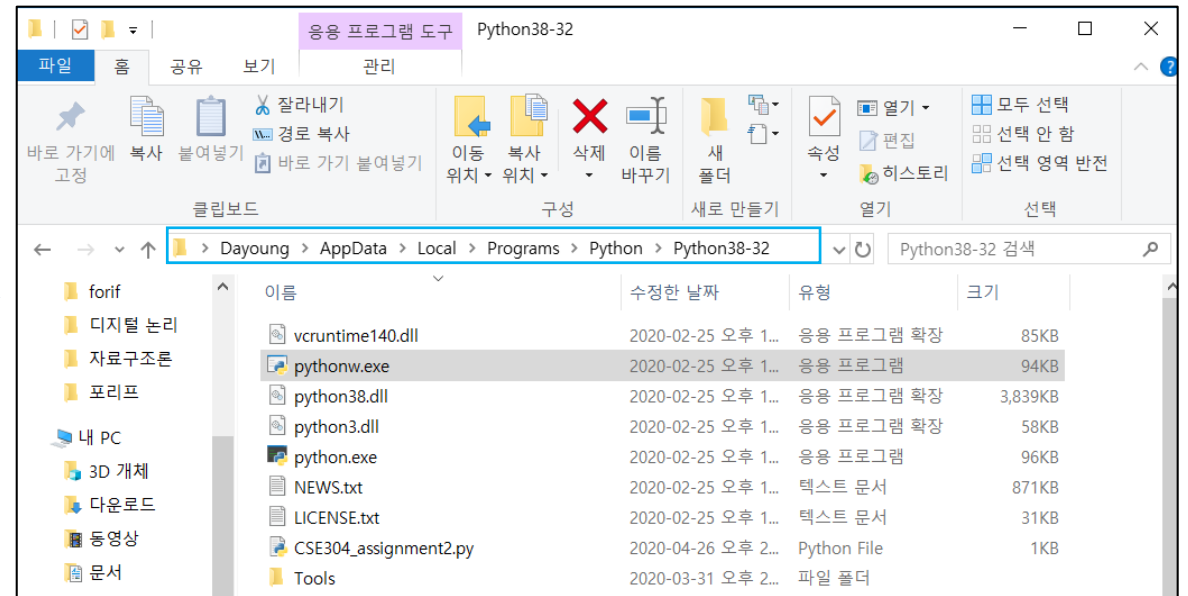 응용 프로그램 도구 Python38-32
파일 홈 공유 보기 관리
바로 가기에 고정
복사
붙여넣기
잘라내기
경로 복사
바로 가기 붙여넣기
이동 위치
복사 위치
삭제
이름 바꾸기
새 폴더
속성
열기
편집
히스토리
모두 선택
선택 안 함
선택 영역 반전
클립보드 구성 새로 만들기 열기 선택
Dayoung > AppData > Local > Programs > Python > Python38-32
Python38-32 검색
forif
디지털 논리
자료구조론
포리프
내 PC
3D 개체
다운로드
동영상
문서
이름 수정한 날짜 유형 크기
vcruntime140.dll 2020-02-25 오후 1... 응용 프로그램 확장 85KB
pythonw.exe 2020-02-25 오후 1... 응용 프로그램 94KB
python38.dll 2020-02-25 오후 1... 응용 프로그램 확장 3,839KB
python3.dll 2020-02-25 오후 1... 응용 프로그램 확장 58KB
python.exe 2020-02-25 오후 1... 응용 프로그램 96KB
NEWS.txt 2020-02-25 오후 1... 텍스트 문서 871KB
LICENSE.txt 2020-02-25 오후 1... 텍스트 문서 31KB
CSE304_assignment2.py 2020-04-26 오후 2... Python File 1KB
Tools 2020-03-31 오후 2... 파일 폴더